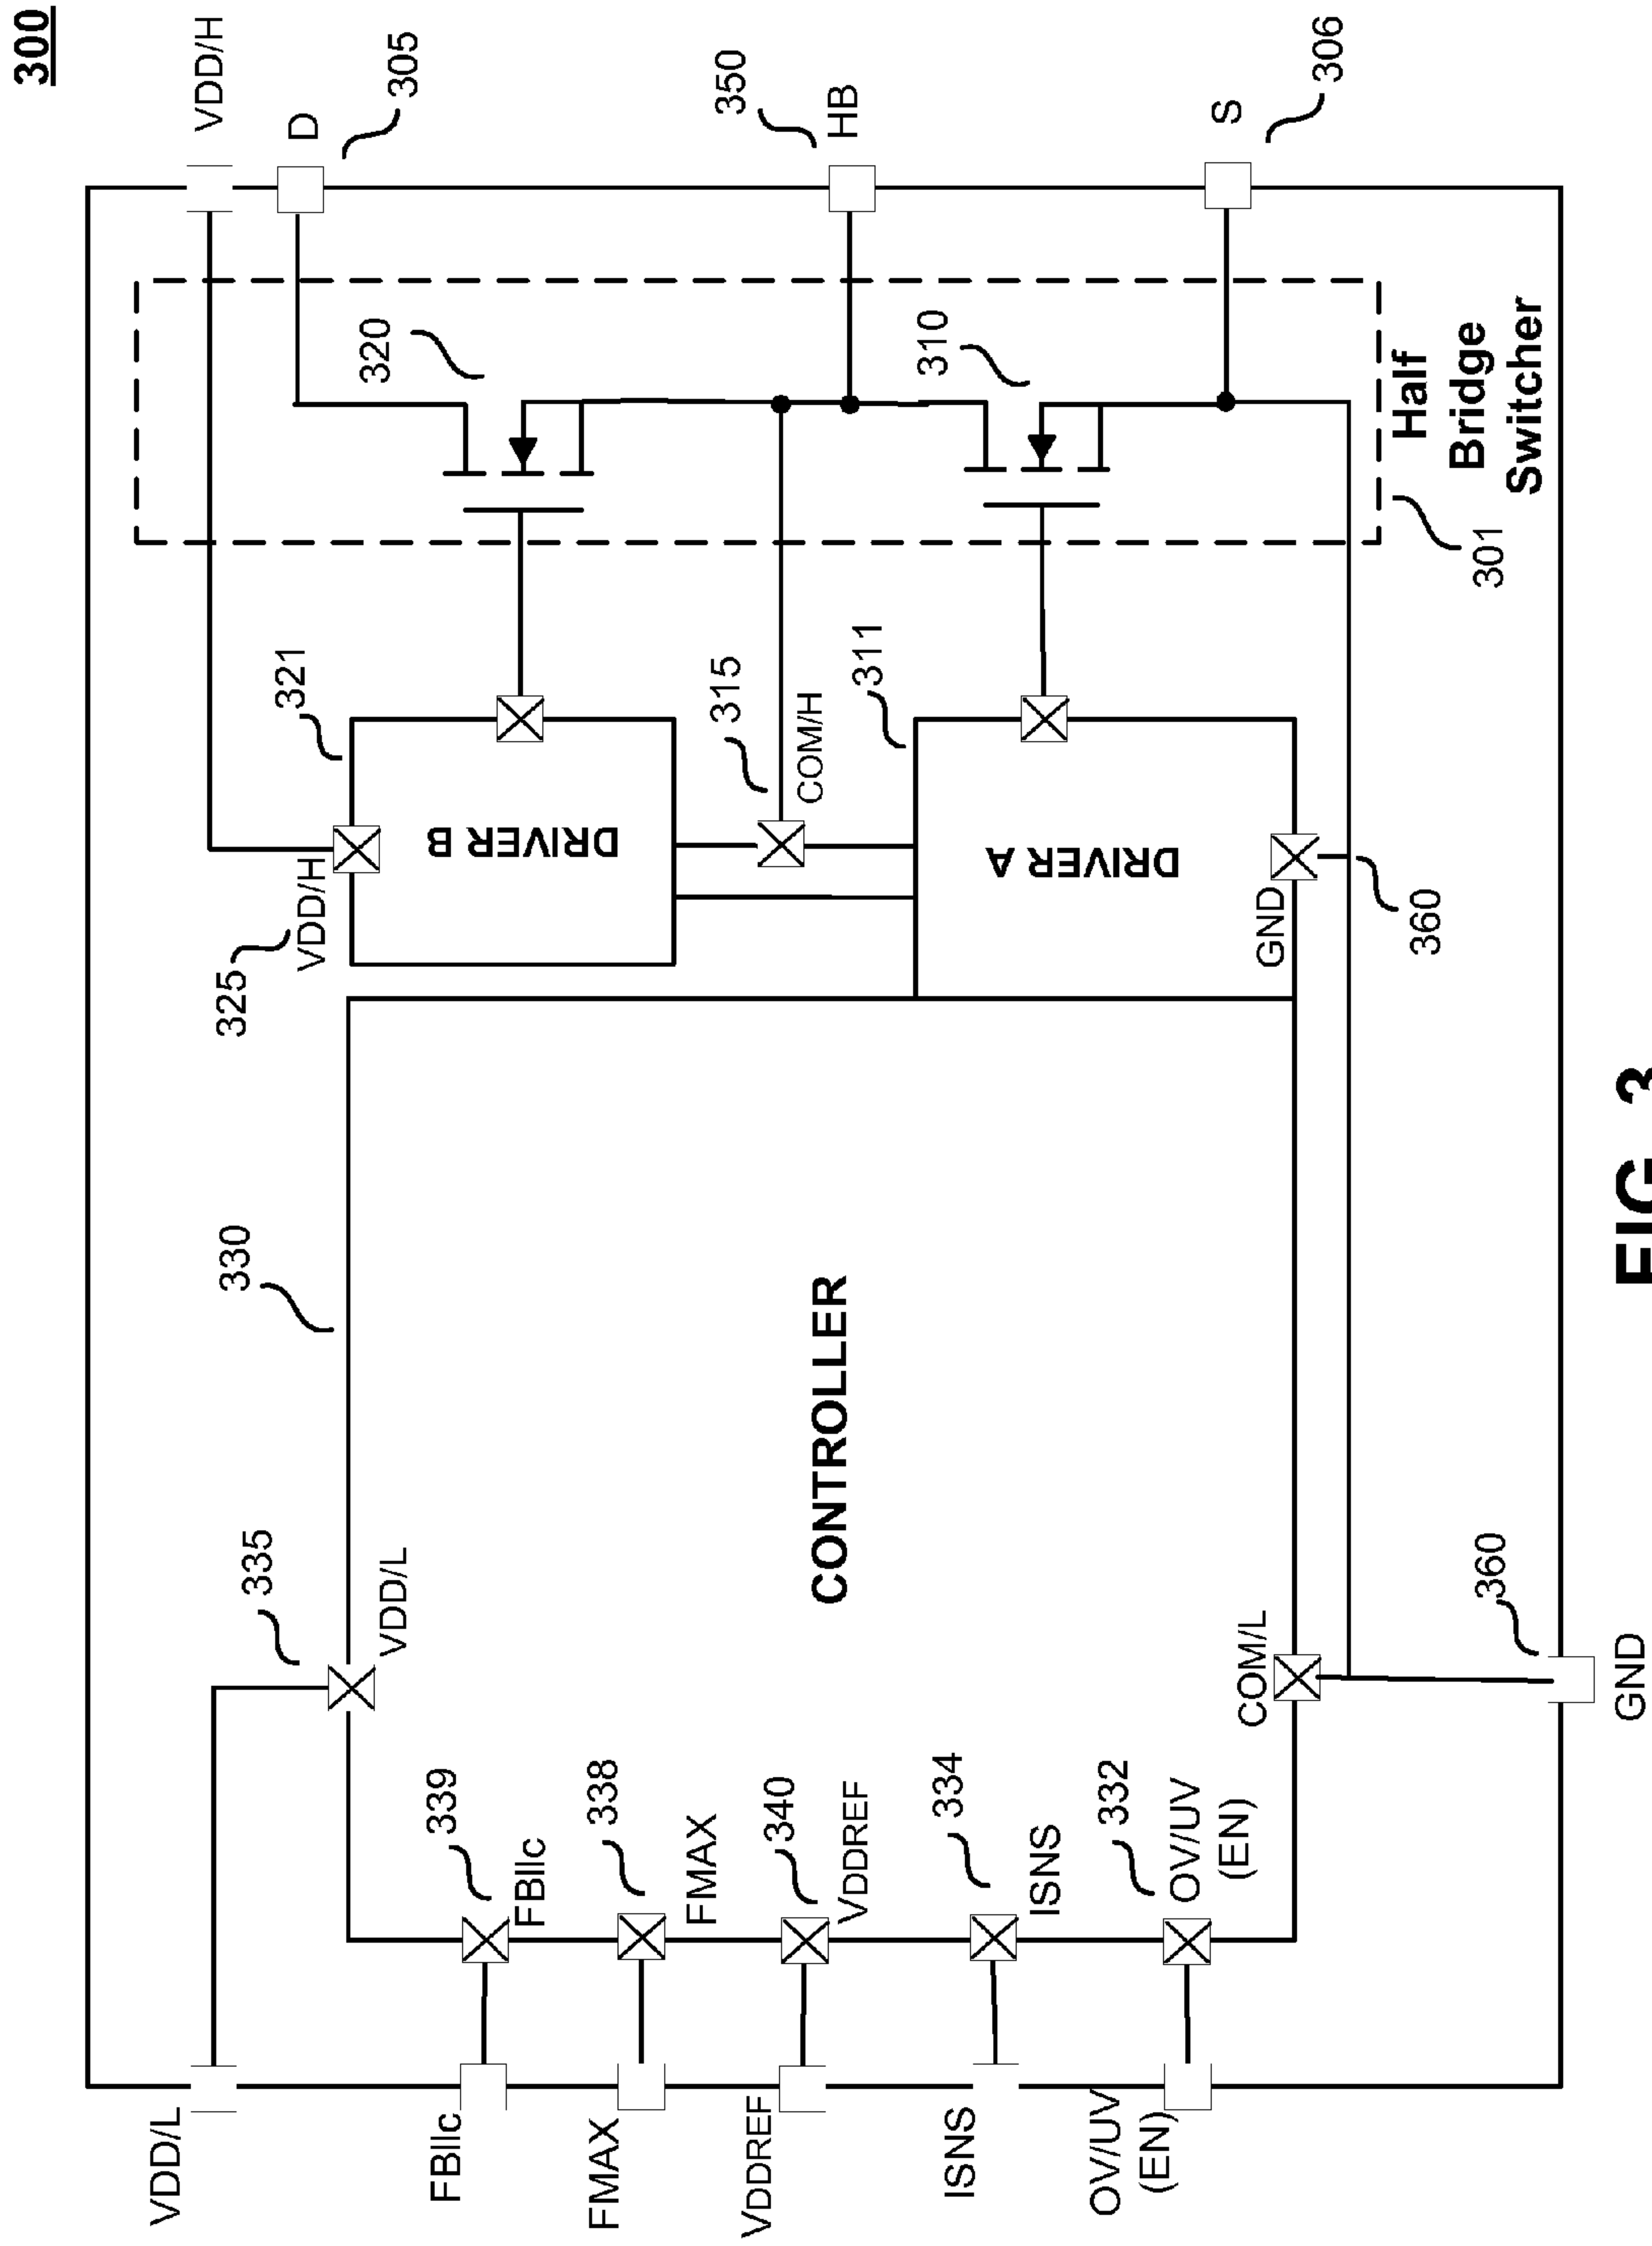 300
VDD/H
D
305
350
HB
S
306
320
310
Half
Bridge
Switcher
301
321
325
VDD/H
DRIVER B
315
COM/H
311
DRIVER A
GND
360
330
CONTROLLER
335
VDD/L
339
FBllc
338
FMAX
340
VDDREF
334
ISNS
332
OV/UV
(EN)
COM/L
360
GND
VDD/L
FBllc
FMAX
VDDREF
ISNS
OV/UV
(EN)
FIG. 3